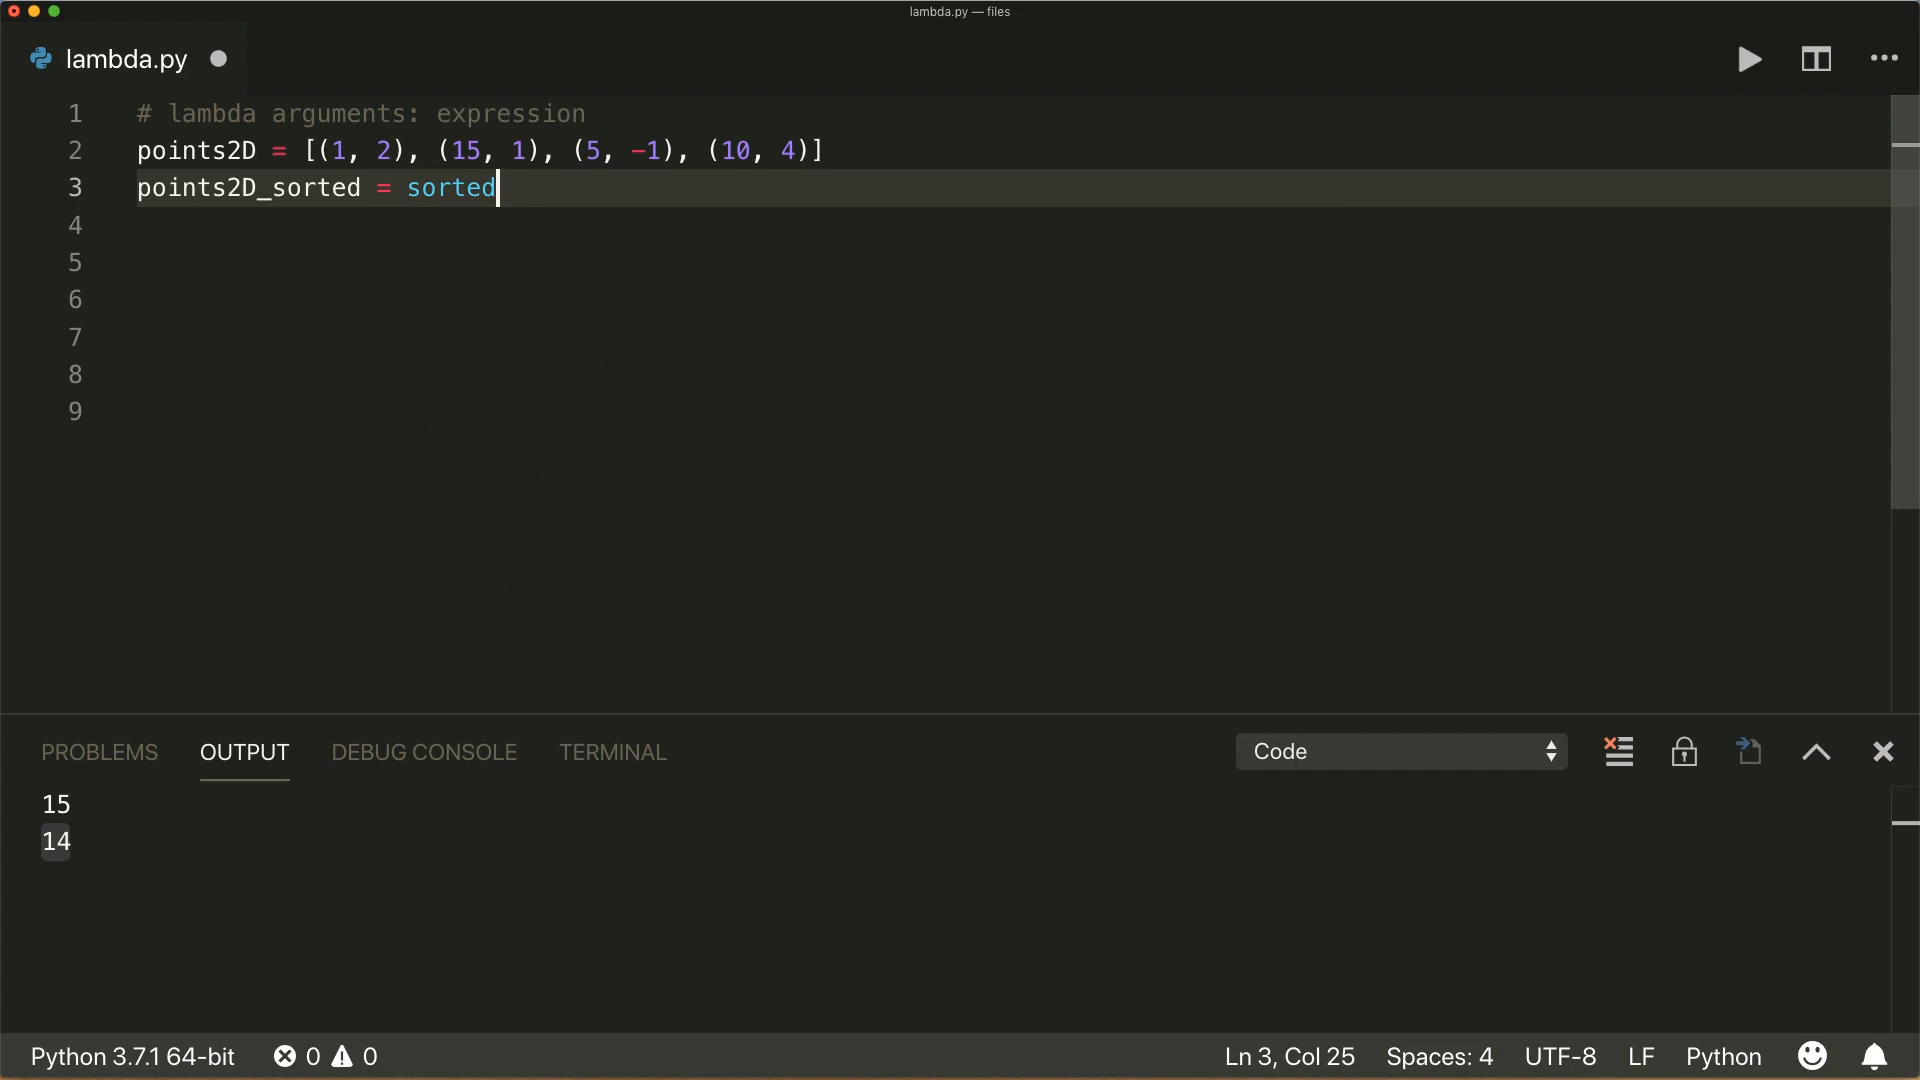 lambda.py — files
lambda.py
1 # lambda arguments: expression
2 points2D = [(1, 2), (15, 1), (5, -1), (10, 4)]
3 points2D_sorted = sorted
4
5
6
7
8
9
PROBLEMS OUTPUT DEBUG CONSOLE TERMINAL Code
15
14
Python 3.7.1 64-bit 0 0 Ln 3, Col 25 Spaces: 4 UTF-8 LF Python